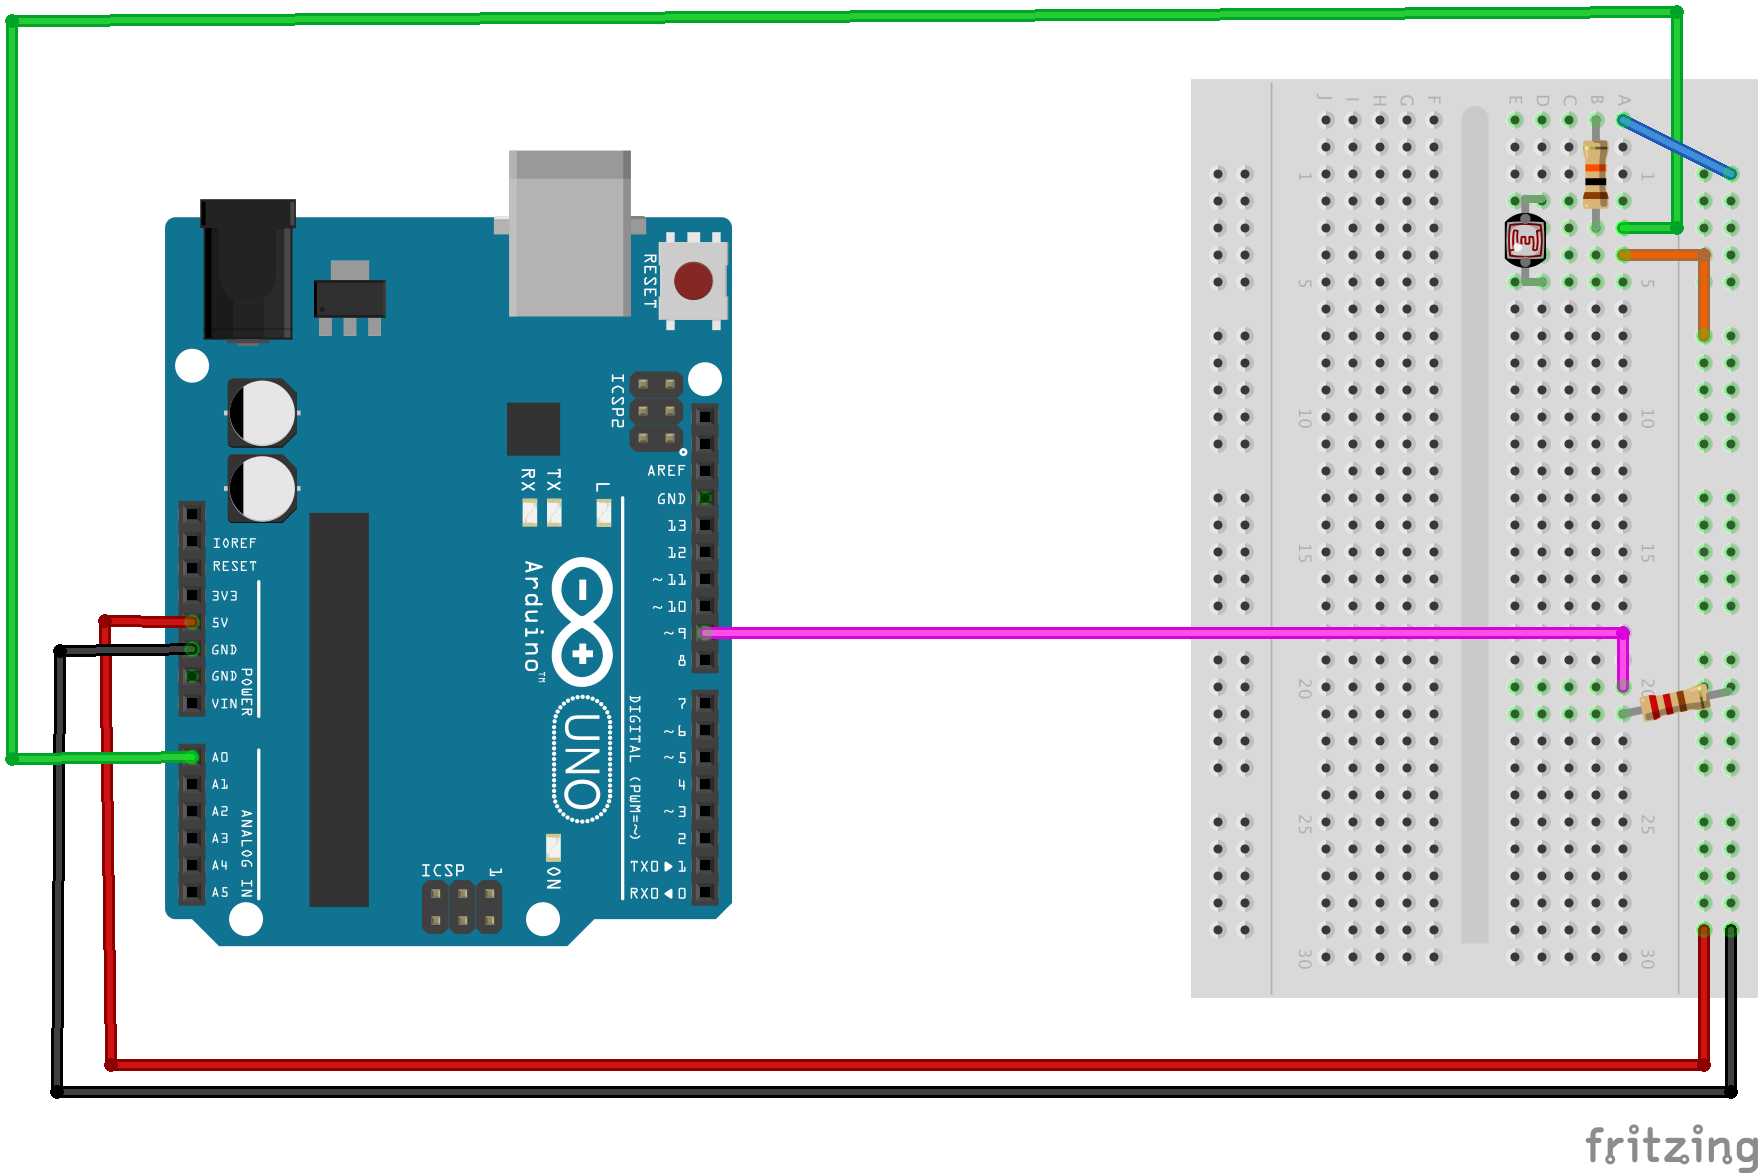 J I H G F E D C B A
1 1
5 5
10 10
15 15
20 20
25 25
30 30
RESET
ICSP2
AREF
GND
13
12
~11
~10
~9
8
7
~6
~5
4
~3
2
TX0▶1
RX0◀0
RX TX L
IOREF
RESET
3V3
5V
GND
GND
VIN
POWER
A0
A1
A2
A3
A4
A5
ANALOG IN
Arduino™
UNO
DIGITAL (PWM=~)
ICSP 1
ON
fritzing